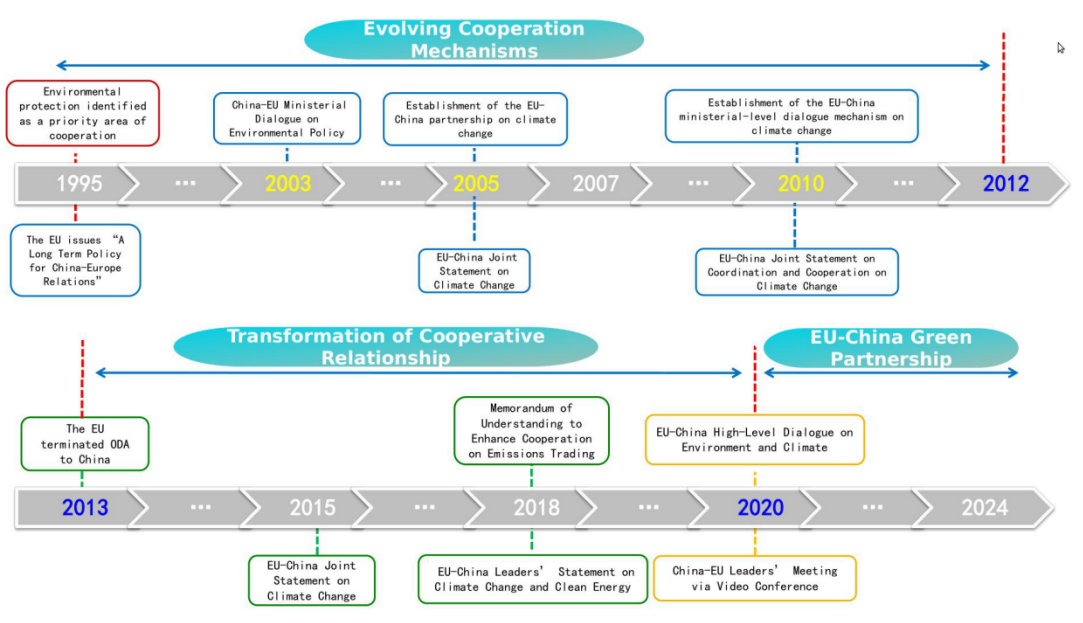 Evolving Cooperation
Mechanisms
Environmental
protection identified
as a priority area of
cooperation
China-EU Ministerial
Dialogue on
Environmental Policy
Establishment of the EU-
China partnership on climate
change
Establishment of the EU-China
ministerial-level dialogue mechanism on
climate change
1995 ... 2003 ... 2005 2007 ... 2010 ... 2012
The EU issues “A
Long Term Policy
for China-Europe
Relations”
EU-China Joint
Statement on
Climate Change
EU-China Joint Statement on
Coordination and Cooperation on
Climate Change
Transformation of Cooperative
Relationship
EU-China Green
Partnership
The EU
terminated ODA
to China
Memorandum of
Understanding to
Enhance Cooperation
on Emissions Trading
EU-China High-Level Dialogue on
Environment and Climate
2013 ... 2015 ... 2018 ... 2020 ... 2024
EU-China Joint
Statement on
Climate Change
EU-China Leaders’ Statement on
Climate Change and Clean Energy
China-EU Leaders’ Meeting
via Video Conference